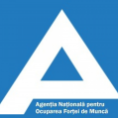 Agenția Națională pentru
Ocuparea Forței de Muncă